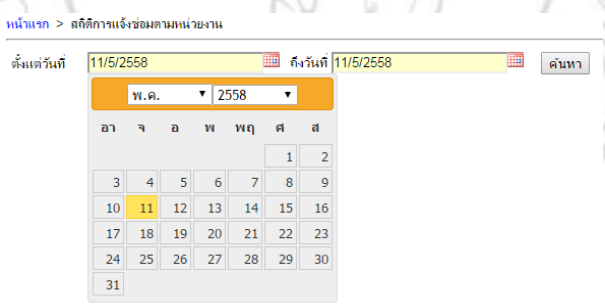 หน้าแรก > สถิติการแจ้งซ่อมตามหน่วยงาน
ตั้งแต่วันที่ 11/5/2558 ถึงวันที่ 11/5/2558 ค้นหา
พ.ค. 2558
อา จ อ พ พฤ ศ ส
1 2
3 4 5 6 7 8 9
10 11 12 13 14 15 16
17 18 19 20 21 22 23
24 25 26 27 28 29 30
31